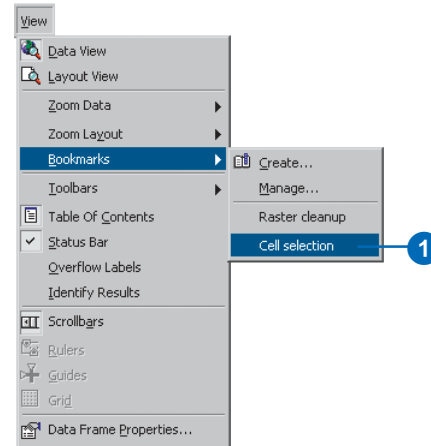 View
Data View
Layout View
Zoom Data
Zoom Layout
Bookmarks
Create...
Manage...
Toolbars
Raster cleanup
Table Of Contents
Status Bar
Cell selection
1
Overflow Labels
Identify Results
Scrollbars
Rulers
Guides
Grid
Data Frame Properties...